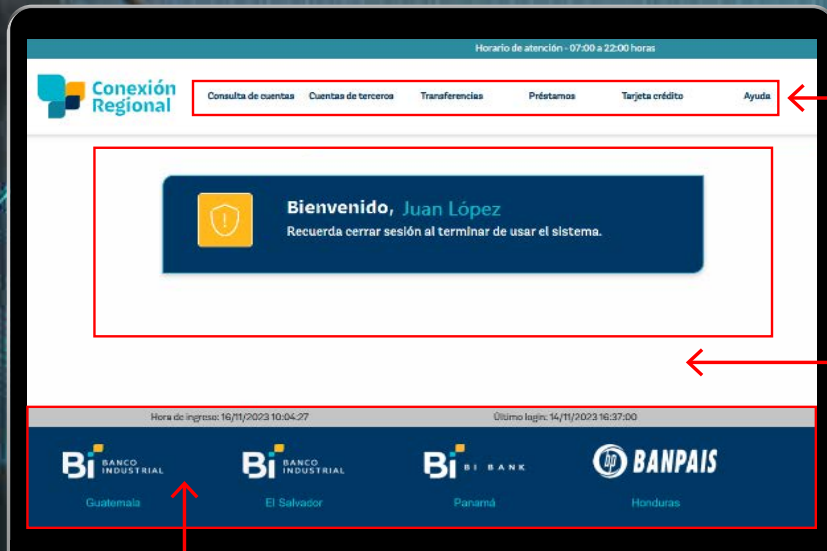 Horario de atención - 07:00 a 22:00 horas
Conexión
Regional
Consulta de cuentas Cuentas de terceros Transferencias Préstamos Tarjeta crédito Ayuda
Bienvenido, Juan López
Recuerda cerrar sesión al terminar de usar el sistema.
Hora de ingreso: 16/11/2023 10:04:27 Último login: 14/11/2023 16:37:00
Bi BANCO INDUSTRIAL Bi BANCO INDUSTRIAL Bi BI BANK bp BANPAIS
Guatemala El Salvador Panamá Honduras